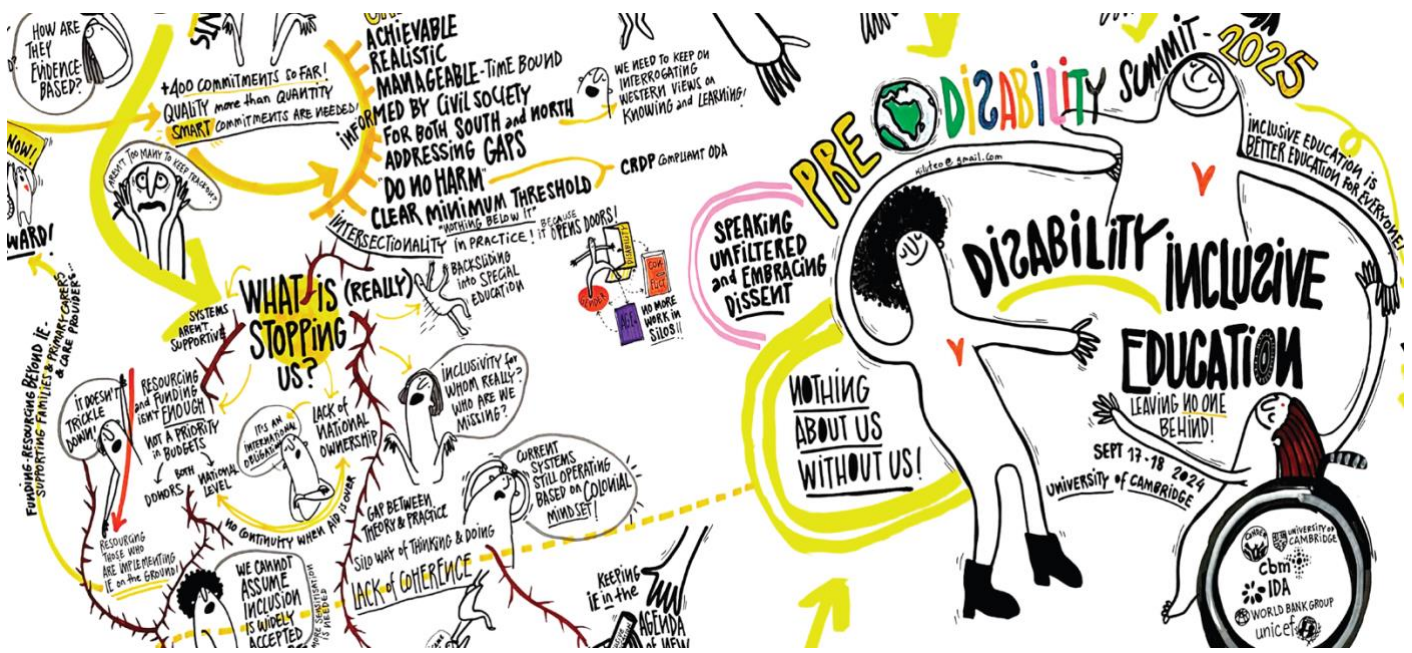 HOW ARE
THEY
EVIDENCE-
BASED?
+400 COMMITMENTS SO FAR!
QUALITY more than QUANTITY
SMART COMMITMENTS ARE NEEDED!
AREN'T TOO MANY TO KEEP TRACK OF?
NOW!
WARD!
ACHIEVABLE
REALISTIC
MAMAGEABLE-TIME BOUND
INFORMED BY CIVIL SOCIETY
FOR BOTH SOUTH and NORTH
ADDRESSING GAPS
"DO NO HARM"
CRDP COMPLIANT ODA
CLEAR MINIMUM THRESHOLD
"NOTHING BELOW IT"
INTERSECTIONALITY in PRACTICE! BECAUSE IT OPENS DOORS!
WE NEED TO KEEP ON
INTERROGATING
WESTERN VIEWS ON
KNOWING and LEARNING!
DISABILITY
GENDER
AGE
NO MORE
WORK in
SILOS!!
WHAT IS (REALLY)
STOPPING
US?
BACKSLIDING
into SPECIAL
EDUCATION
SYSTEMS
AREN'T
SUPPORTIVE
FUNDING-RESOURCING BEYOND IE-
SUPPORTING FAMILIES & PRIMARY CARERS...
& CARE PROVIDERS...
IT DOESN'T
TRICKLE
DOWN!
RESOURCING
and FUNDING
ISN'T ENOUGH
NOT A PRIORITY
in BUDGETS
BOTH
DONORS
NATIONAL
LEVEL
RESOURCING
THOSE WHO
ARE IMPLEMENTING
IE on the GROUND!
IT'S AN
INTERNATIONAL
OBLIGATION!
LACK of
NATIONAL
OWNERSHIP
NO CONTINUITY WHEN AID IS OVER
INCLUSIVITY for
WHOM REALLY?
WHO ARE WE
MISSING?
CURRENT
SYSTEMS
STILL OPERATING
BASED on COLONIAL
MINDSET!
GAP BETWEEN
THEORY & PRACTICE
SILO WAY OF THINKING & DOING
LACK of COHERENCE
WE CANNOT
ASSUME
INCLUSION
IS WIDELY
ACCEPTED
MORE SENSITISATION
IS NEEDED
KEEPING
IE in the
AGENDA
of NEW
PRE DISABILITY SUMMIT-2025
SPEAKING
UNFILTERED
and EMBRACING
DISSENT
INCLUSIVE EDUCATION is
BETTER EDUCATION FOR EVERYONE!
DISABILITY INCLUSIVE
EDUCATION
LEAVING NO ONE
BEHIND!
SEPT 17-18 2024
UNIVERSITY of CAMBRIDGE
NOTHING
ABOUT US
WITHOUT US!
UNIVERSITY OF
CAMBRIDGE
cbm
IDA
WORLD BANK GROUP
unicef